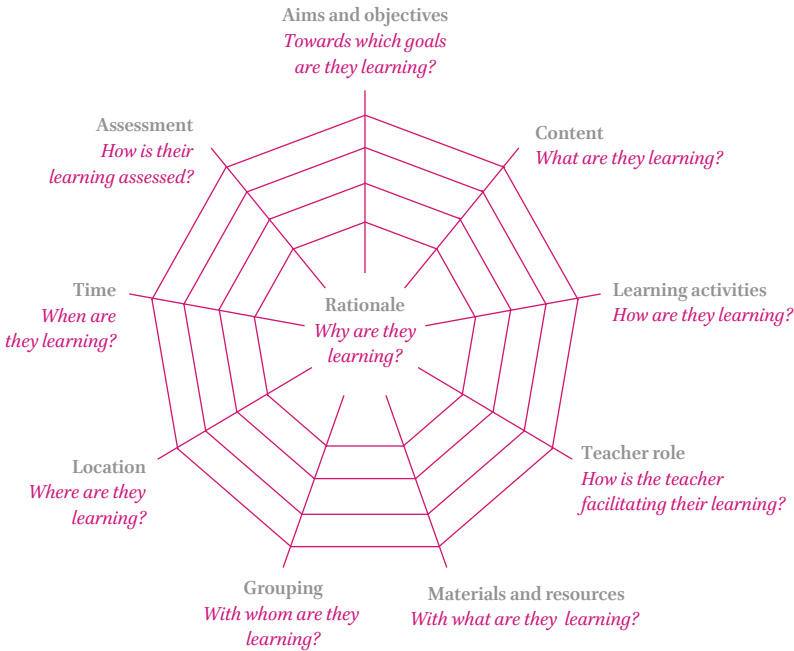 Aims and objectives
Towards which goals
are they learning?
Content
What are they learning?
Learning activities
How are they learning?
Teacher role
How is the teacher
facilitating their learning?
Materials and resources
With what are they learning?
Grouping
With whom are they
learning?
Location
Where are they
learning?
Time
When are
they learning?
Assessment
How is their
learning assessed?
Rationale
Why are they
learning?